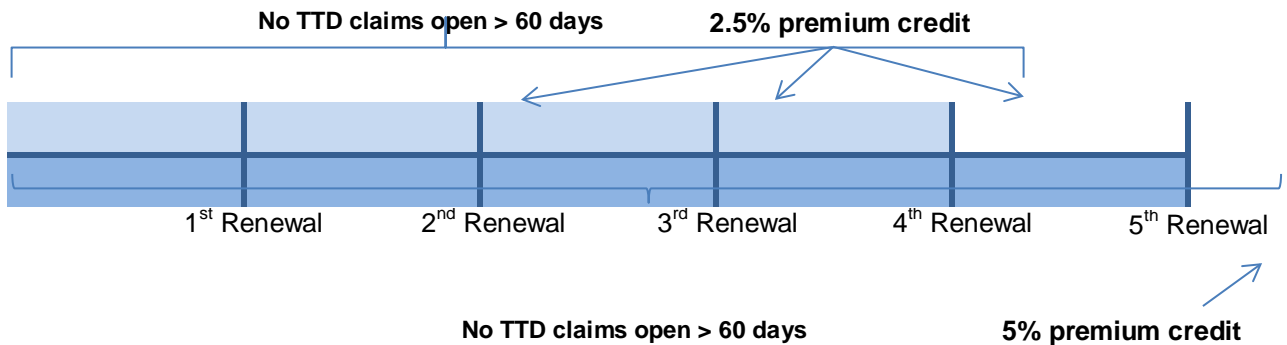 No TTD claims open > 60 days 2.5% premium credit
1st Renewal 2nd Renewal 3rd Renewal 4th Renewal 5th Renewal
No TTD claims open > 60 days 5% premium credit